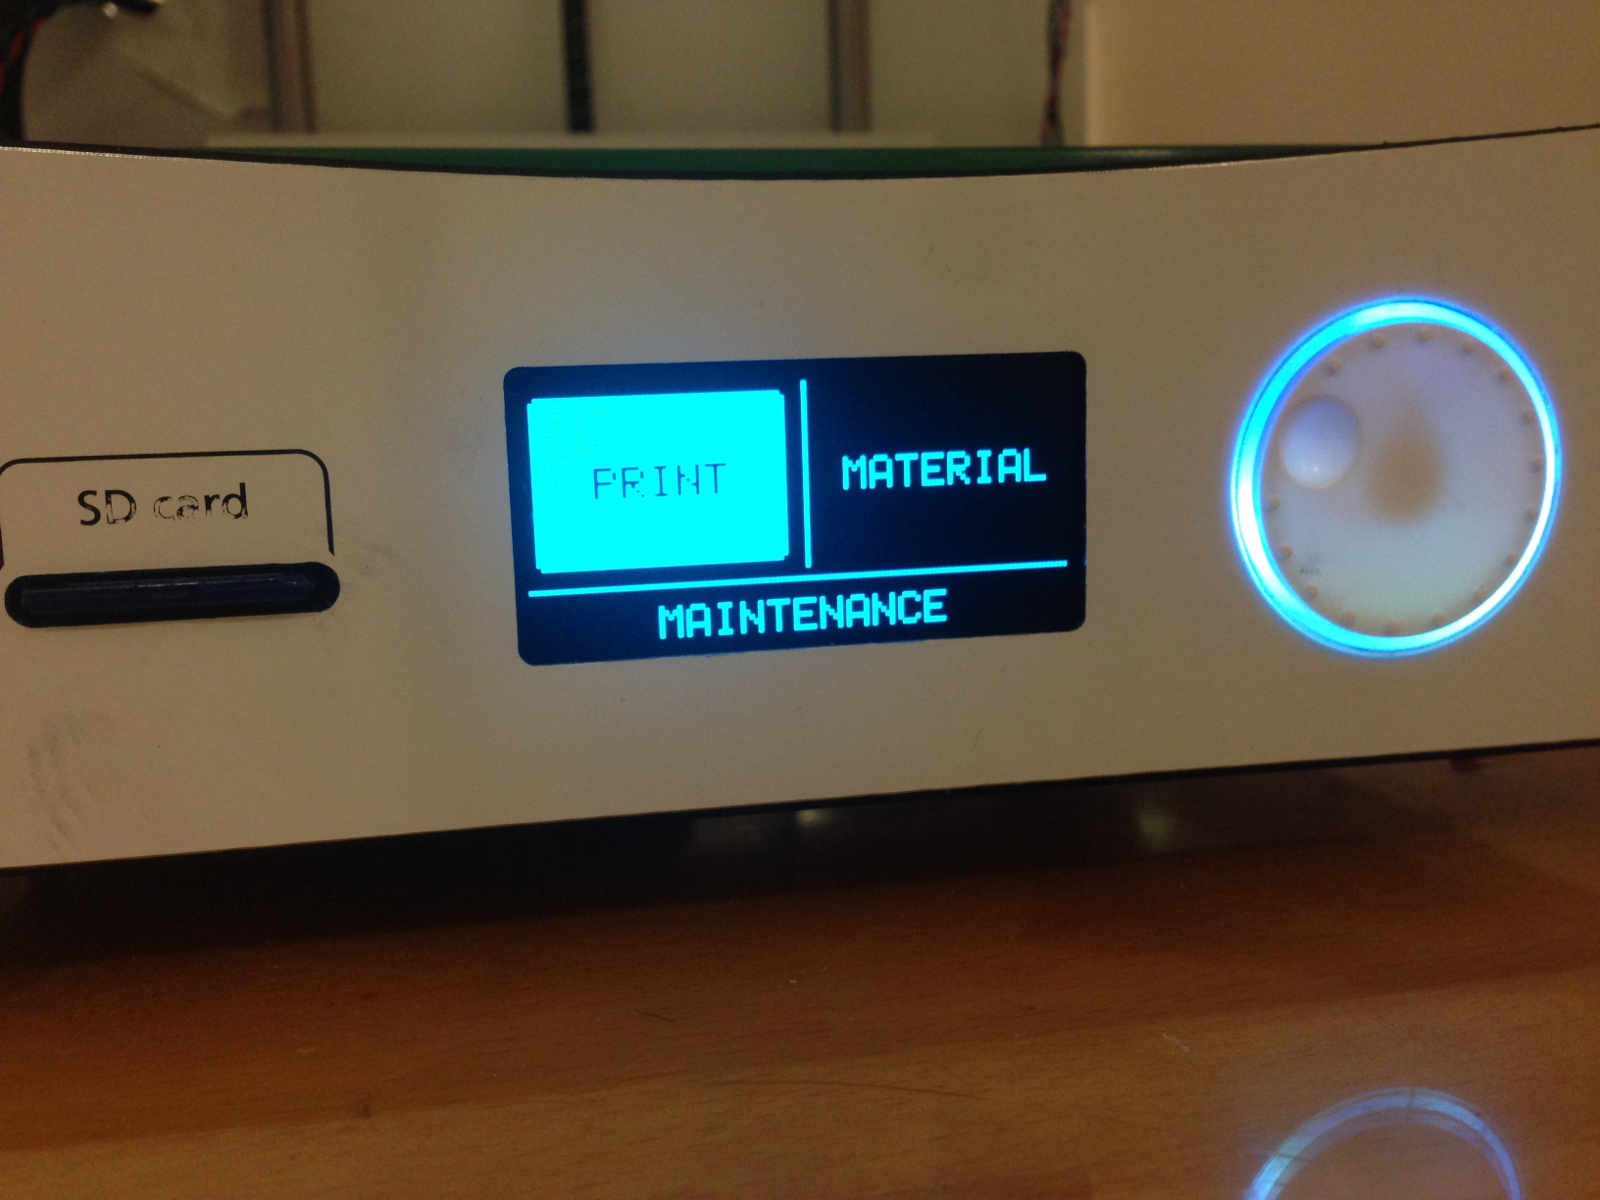 SD card
PRINT
MATERIAL
MAINTENANCE